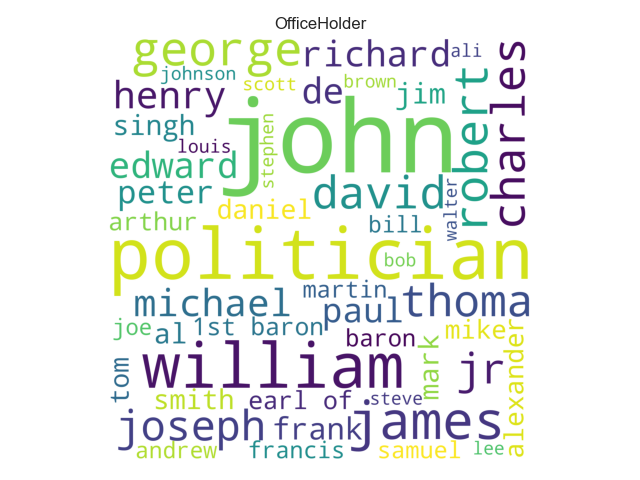 OfficeHolder
george
richard
ali
johnson
scott
brown
henry
de
jim
robert
charles
singh
louis
stephen
john
edward
peter
david
walter
arthur
daniel
bill
politician
bob
martin
michael
paul
thoma
joe
al
1st baron
baron
mark
mike
alexander
william
jr
tom
smith
earl of
steve
joseph
frank
james
andrew
francis
samuel
lee